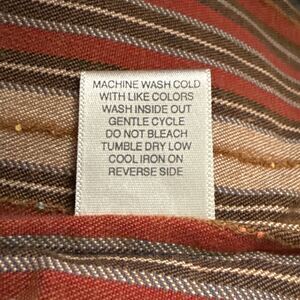 MACHINE WASH COLD
WITH LIKE COLORS
WASH INSIDE OUT
GENTLE CYCLE
DO NOT BLEACH
TUMBLE DRY LOW
COOL IRON ON
REVERSE SIDE